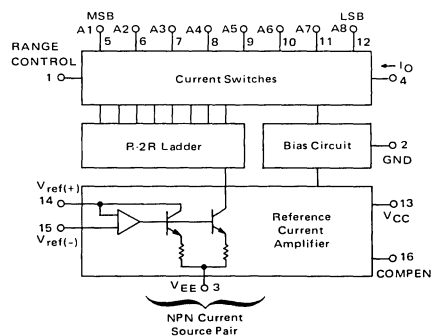 MSB LSB
A1 A2 A3 A4 A5 A6 A7 A8
5 6 7 8 9 10 11 12
RANGE
CONTROL
1
Current Switches
IO
4
R-2R Ladder
Bias Circuit
2
GND
Vref(+)
14
15
Vref(-)
Reference
Current
Amplifier
13
VCC
16
COMPEN
VEE 3
NPN Current
Source Pair